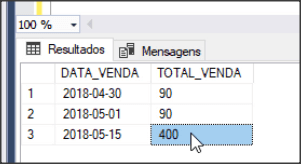 100 %
Resultados Mensagens
DATA_VENDA TOTAL_VENDA
1 2018-04-30 90
2 2018-05-01 90
3 2018-05-15 400